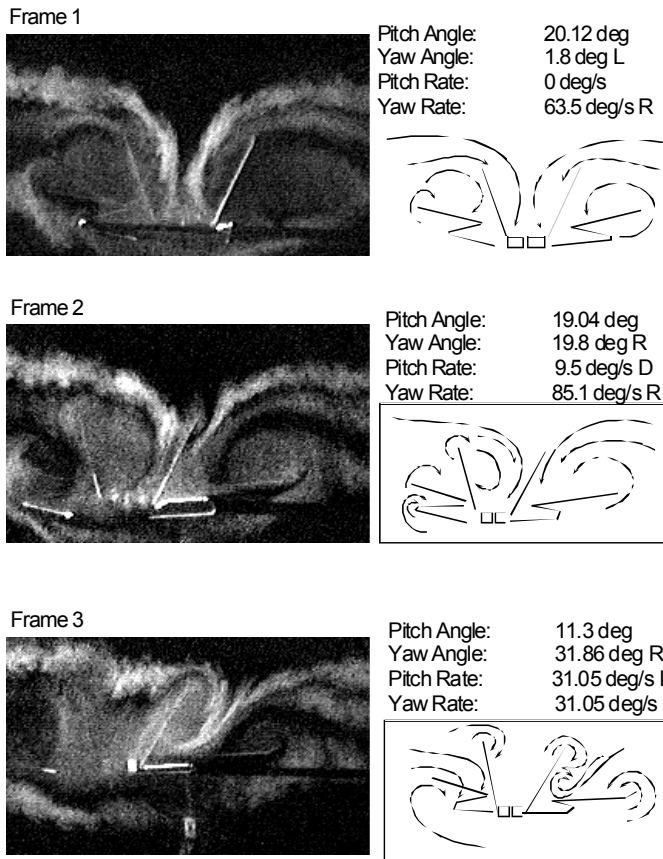 Frame 1
Pitch Angle: 20.12 deg
Yaw Angle: 1.8 deg L
Pitch Rate: 0 deg/s
Yaw Rate: 63.5 deg/s R
Frame 2
Pitch Angle: 19.04 deg
Yaw Angle: 19.8 deg R
Pitch Rate: 9.5 deg/s D
Yaw Rate: 85.1 deg/s R
Frame 3
Pitch Angle: 11.3 deg
Yaw Angle: 31.86 deg R
Pitch Rate: 31.05 deg/s
Yaw Rate: 31.05 deg/s